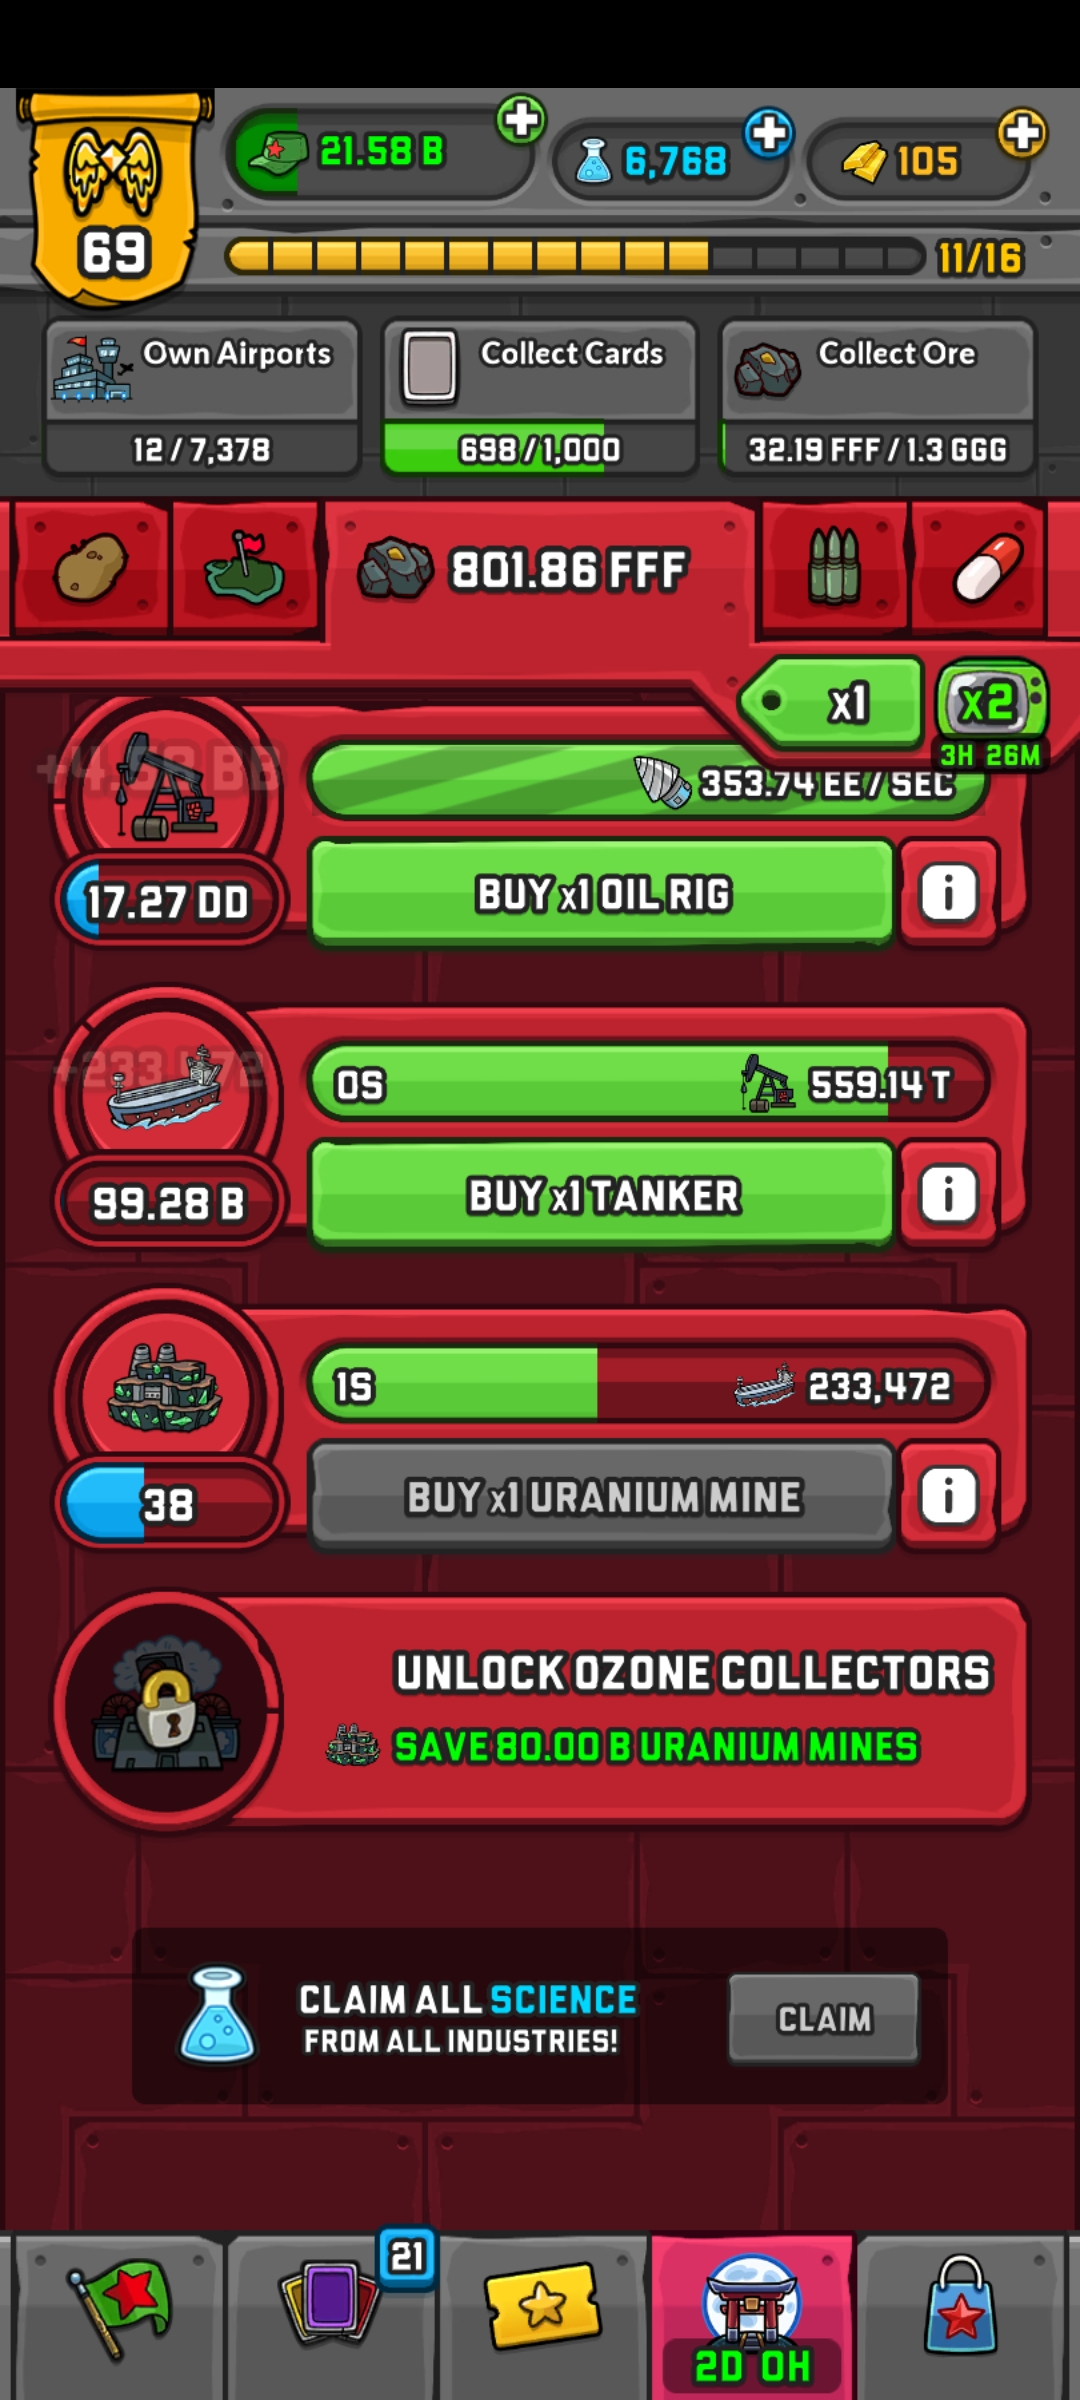 69
21.58 B
6,768
105
11/16
Own Airports
12 / 7,378
Collect Cards
698 / 1,000
Collect Ore
32.19 FFF / 1.3 GGG
801.86 FFF
x1
x2
3H 26M
353.74 EE / SEC
17.27 DD
BUY x1 OIL RIG
i
+233,472
0S
559.14 T
99.28 B
BUY x1 TANKER
i
1S
233,472
38
BUY x1 URANIUM MINE
i
UNLOCK OZONE COLLECTORS
SAVE 80.00 B URANIUM MINES
CLAIM ALL SCIENCE
FROM ALL INDUSTRIES!
CLAIM
21
2D 0H